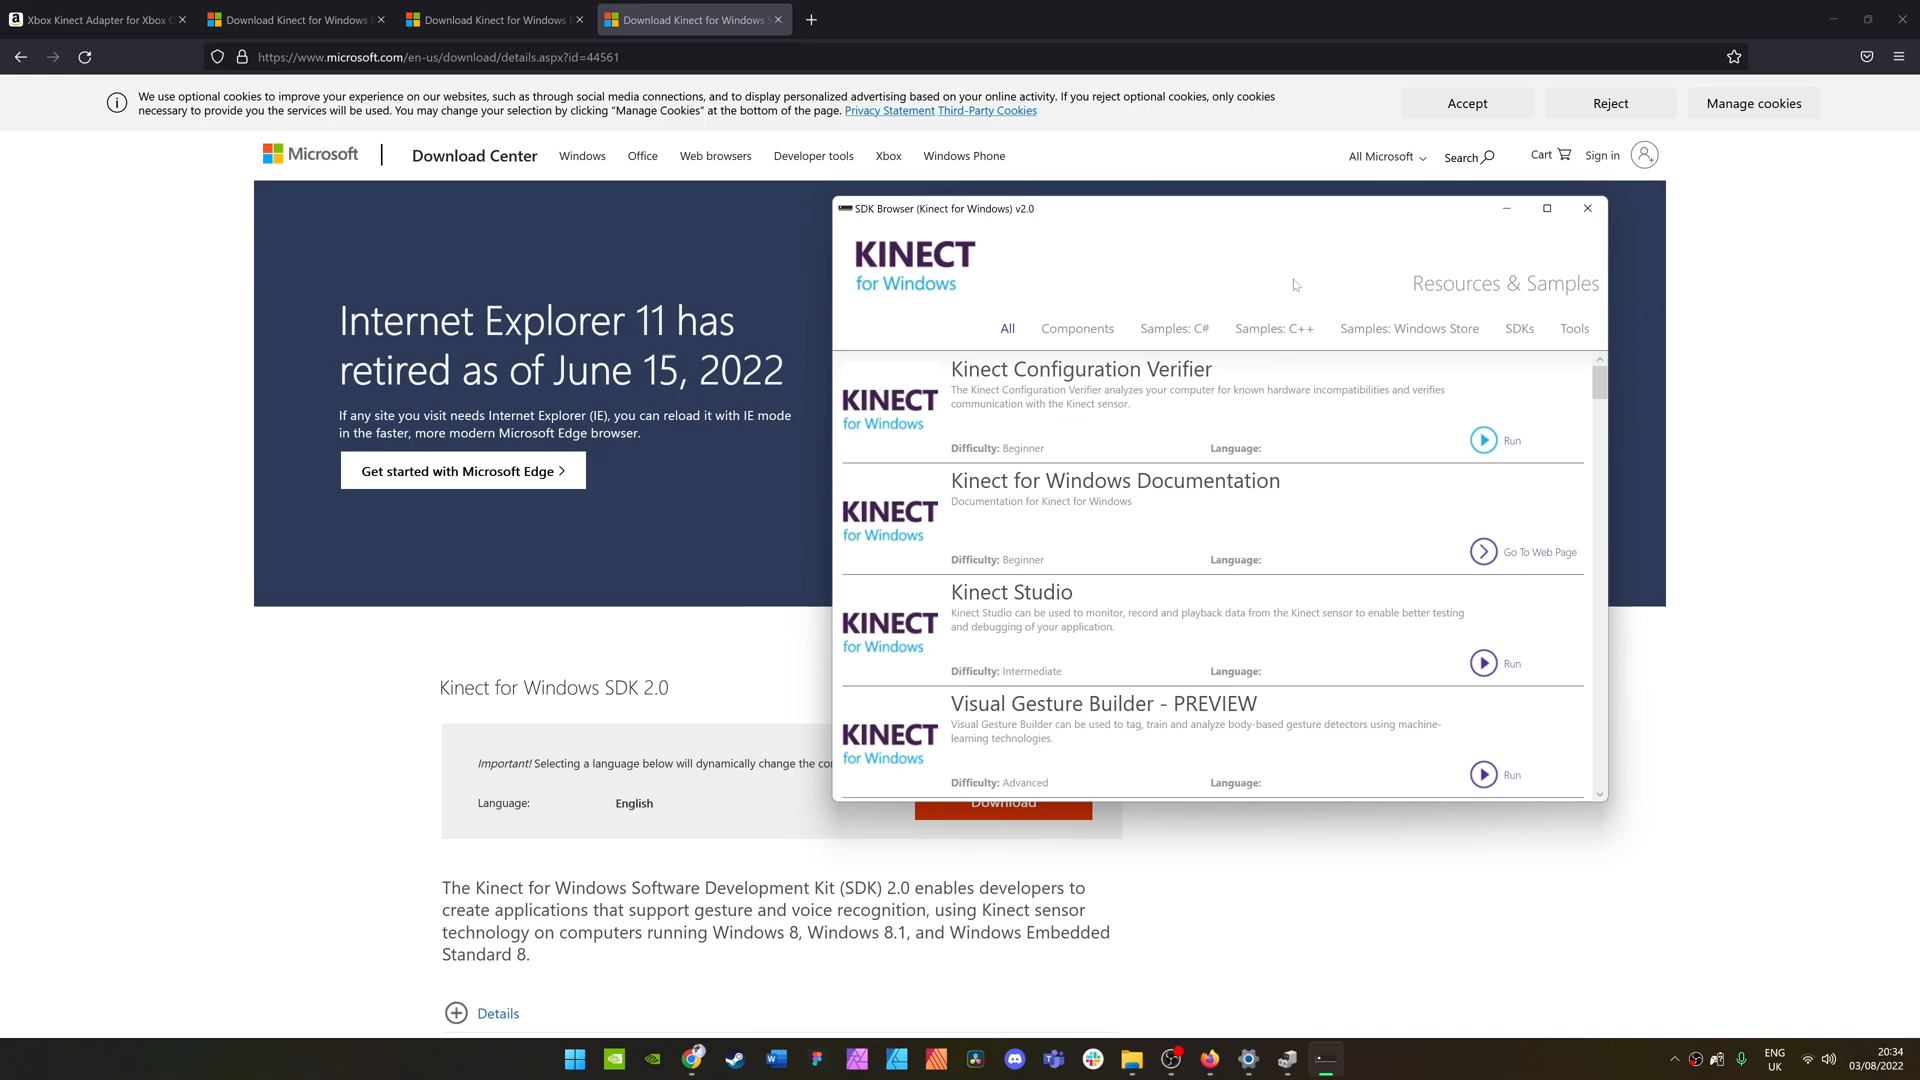 Xbox Kinect Adapter for Xbox O
Download Kinect for Windows R
Download Kinect for Windows R
Download Kinect for Windows S
https://www.microsoft.com/en-us/download/details.aspx?id=44561
We use optional cookies to improve your experience on our websites, such as through social media connections, and to display personalized advertising based on your online activity. If you reject optional cookies, only cookies
necessary to provide you the services will be used. You may change your selection by clicking “Manage Cookies” at the bottom of the page. Privacy Statement Third-Party Cookies
Accept
Reject
Manage cookies
Microsoft
Download Center
Windows
Office
Web browsers
Developer tools
Xbox
Windows Phone
All Microsoft
Search
Cart
Sign in
Internet Explorer 11 has
retired as of June 15, 2022
If any site you visit needs Internet Explorer (IE), you can reload it with IE mode
in the faster, more modern Microsoft Edge browser.
Get started with Microsoft Edge >
SDK Browser (Kinect for Windows) v2.0
KINECT
for Windows
Resources & Samples
All
Components
Samples: C#
Samples: C++
Samples: Windows Store
SDKs
Tools
KINECT
for Windows
Kinect Configuration Verifier
The Kinect Configuration Verifier analyzes your computer for known hardware incompatibilities and verifies
communication with the Kinect sensor.
Difficulty: Beginner
Language:
Run
KINECT
for Windows
Kinect for Windows Documentation
Documentation for Kinect for Windows
Difficulty: Beginner
Language:
Go To Web Page
KINECT
for Windows
Kinect Studio
Kinect Studio can be used to monitor, record and playback data from the Kinect sensor to enable better testing
and debugging of your application.
Difficulty: Intermediate
Language:
Run
KINECT
for Windows
Visual Gesture Builder - PREVIEW
Visual Gesture Builder can be used to tag, train and analyze body-based gesture detectors using machine-
learning technologies.
Difficulty: Advanced
Language:
Run
Kinect for Windows SDK 2.0
Important! Selecting a language below will dynamically change the co
Language:
English
Download
The Kinect for Windows Software Development Kit (SDK) 2.0 enables developers to
create applications that support gesture and voice recognition, using Kinect sensor
technology on computers running Windows 8, Windows 8.1, and Windows Embedded
Standard 8.
Details
ENG
UK
20:34
03/08/2022